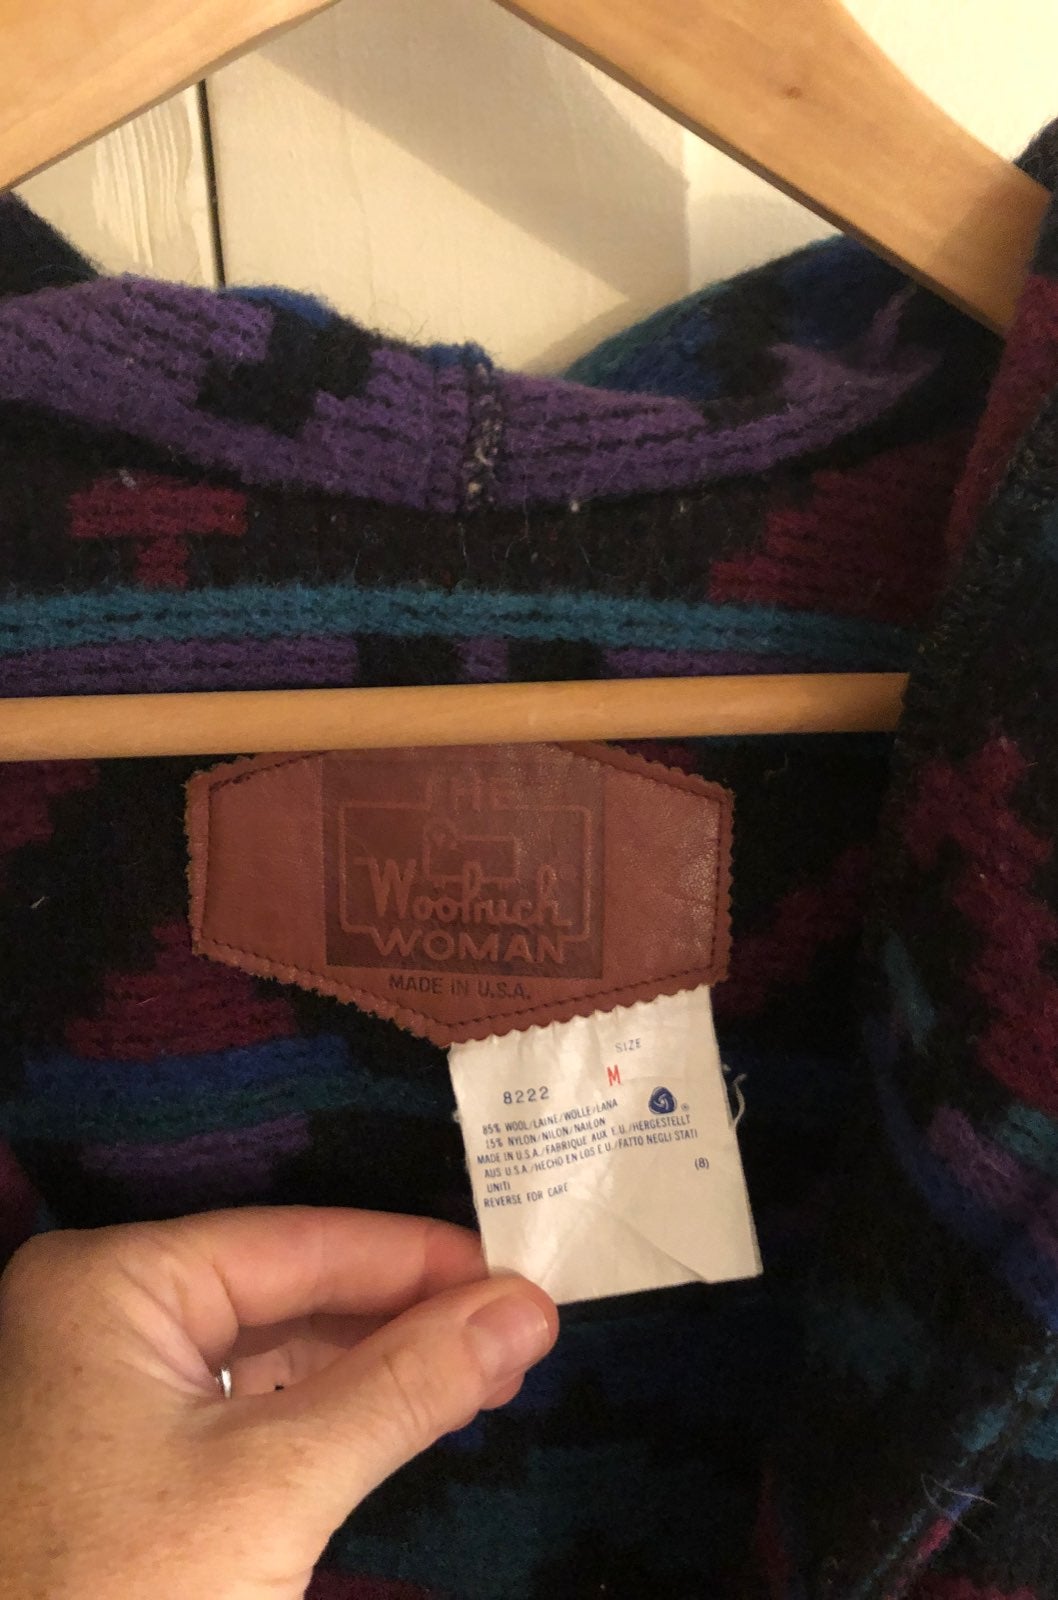 THE
Woolrich®
WOMAN
MADE IN U.S.A.
SIZE
M
8222
85% WOOL/LAINE/WOLLE/LANA
15% NYLON/NILON/NAILON
MADE IN U.S.A./FABRIQUE AUX E.U./HERGESTELLT
AUS U.S.A./HECHO EN LOS E U./FATTO NEGLI STATI
UNITI
(8)
REVERSE FOR CARE